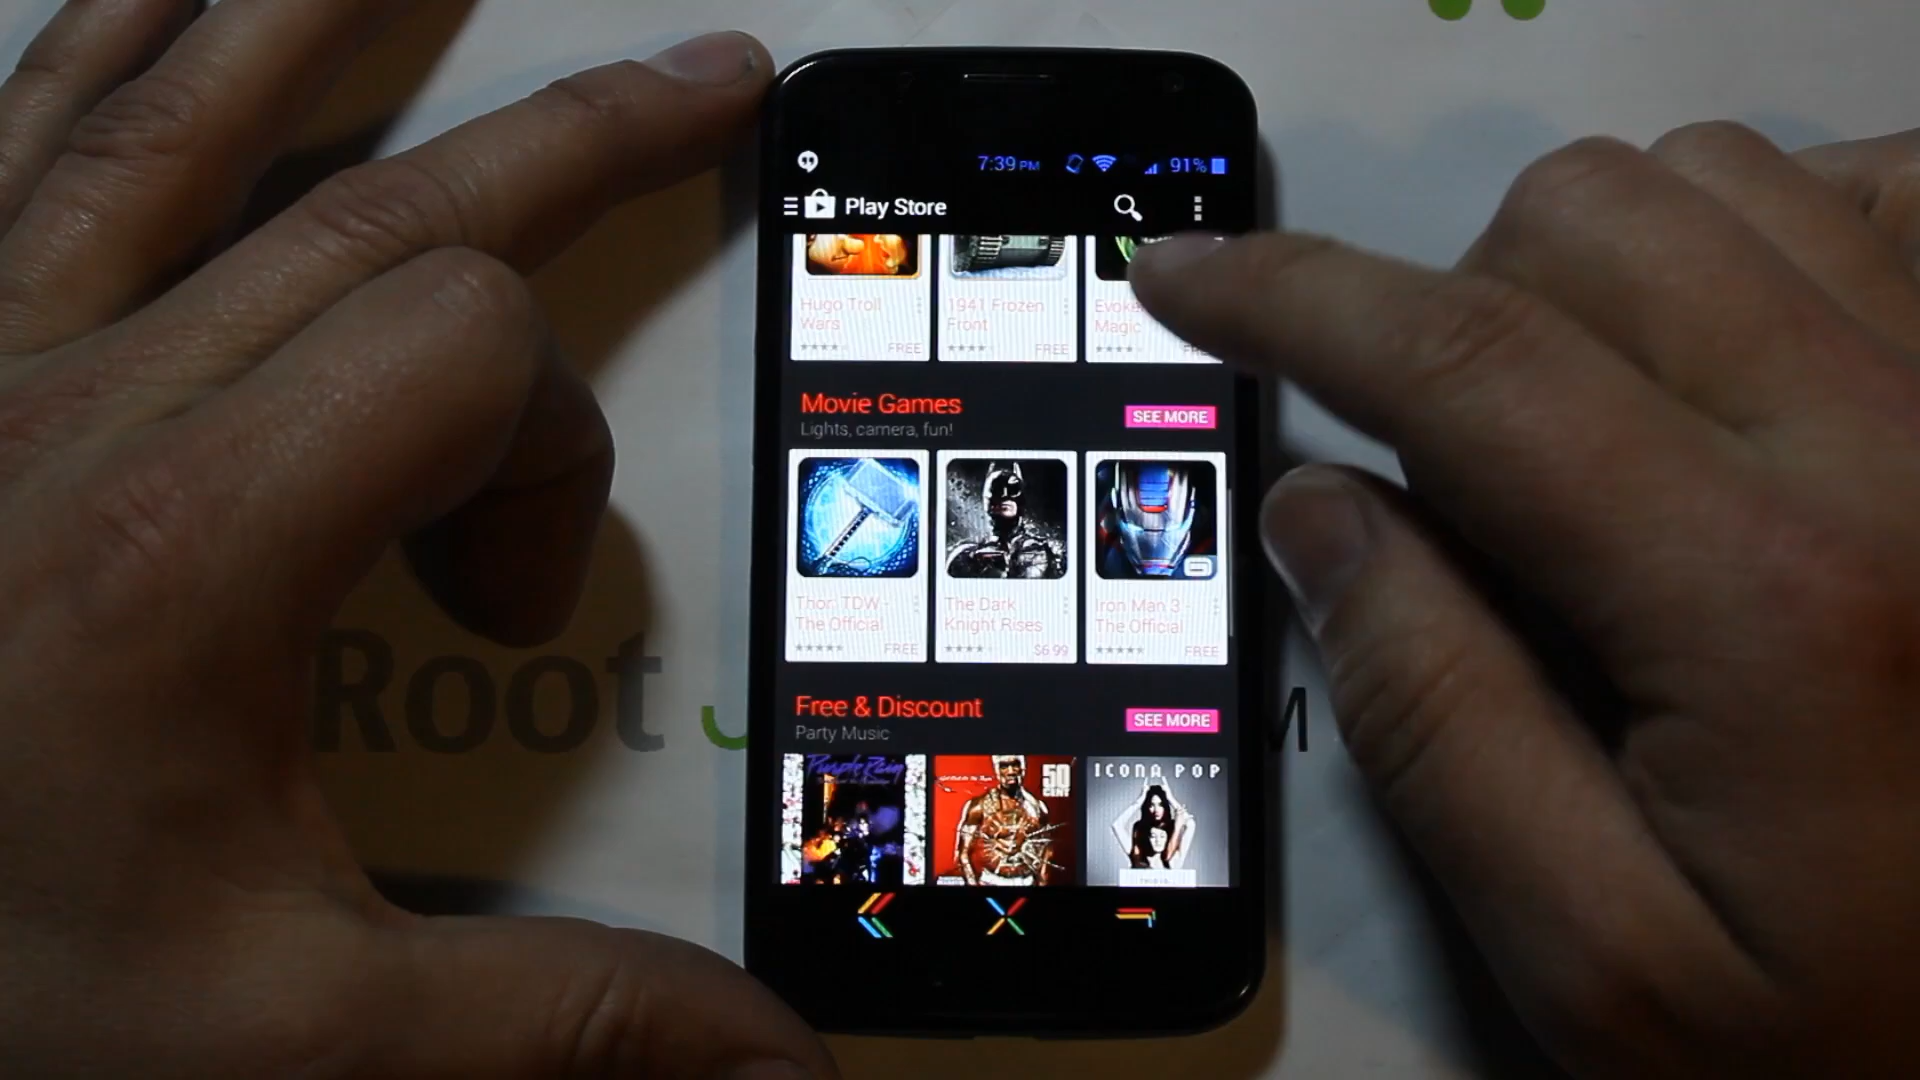 7:39 PM 91%
Play Store
Hugo Troll Wars
FREE
1941 Frozen Front
FREE
Magic
FREE
Movie Games
Lights, camera, fun!
SEE MORE
Thor: TDW - The Official
FREE
The Dark Knight Rises
$6.99
Iron Man 3 - The Official
FREE
Free & Discount
Party Music
SEE MORE
Purple Rain
50 CENT
ICONA POP
Root
M